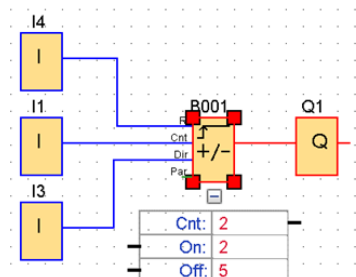 I4
I
B001
Q1
R
I1
Cnt
+/-
Q
I
Dir
Par
I3
I
Cnt: 2
On: 2
Off: 5